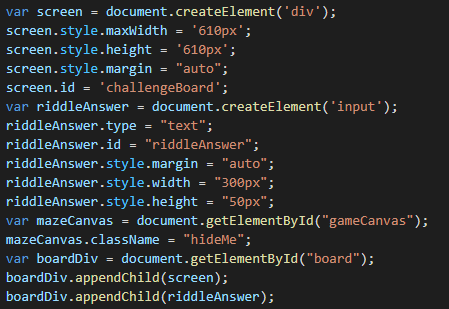 var screen = document.createElement('div');
screen.style.maxWidth = '610px';
screen.style.height = '610px';
screen.style.margin = "auto";
screen.id = 'challengeBoard';
var riddleAnswer = document.createElement('input');
riddleAnswer.type = "text";
riddleAnswer.id = "riddleAnswer";
riddleAnswer.style.margin = "auto";
riddleAnswer.style.width = "300px";
riddleAnswer.style.height = "50px";
var mazeCanvas = document.getElementById("gameCanvas");
mazeCanvas.className = "hideMe";
var boardDiv = document.getElementById("board");
boardDiv.appendChild(screen);
boardDiv.appendChild(riddleAnswer);